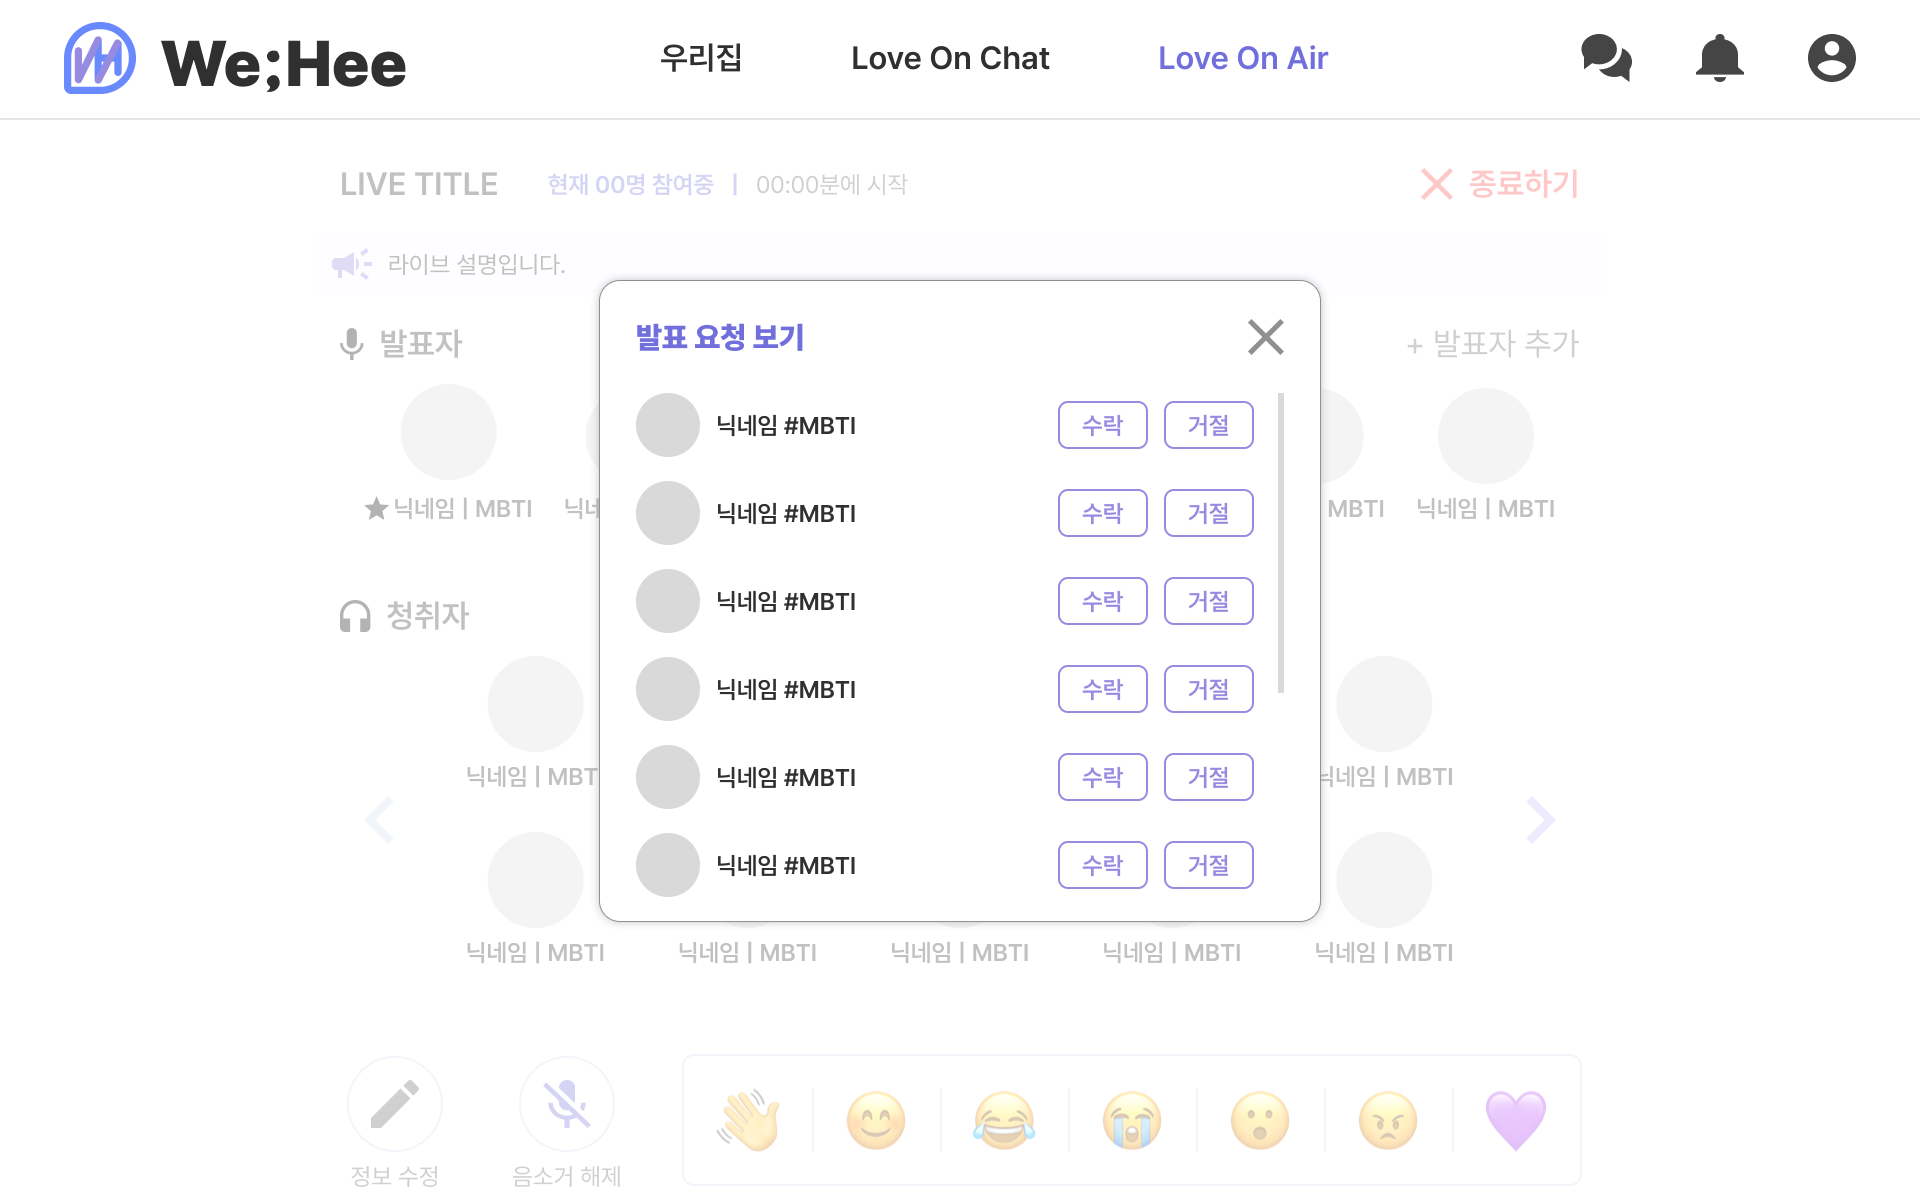 We;Hee 우리집 Love On Chat Love On Air
LIVE TITLE 현재 00명 참여중 | 00:00분에 시작 종료하기
라이브 설명입니다.
발표 요청 보기
발표자 + 발표자 추가
닉네임 #MBTI 수락 거절
닉네임 | MBTI 닉네 MBTI 닉네임 | MBTI
닉네임 #MBTI 수락 거절
닉네임 #MBTI 수락 거절
청취자
닉네임 #MBTI 수락 거절
닉네임 | MBT 닉네임 #MBTI 수락 거절 닉네임 | MBTI
닉네임 #MBTI 수락 거절
닉네임 | MBTI 닉네임 | MBTI 닉네임 | MBTI 닉네임 | MBTI 닉네임 | MBTI
정보 수정 음소거 해제